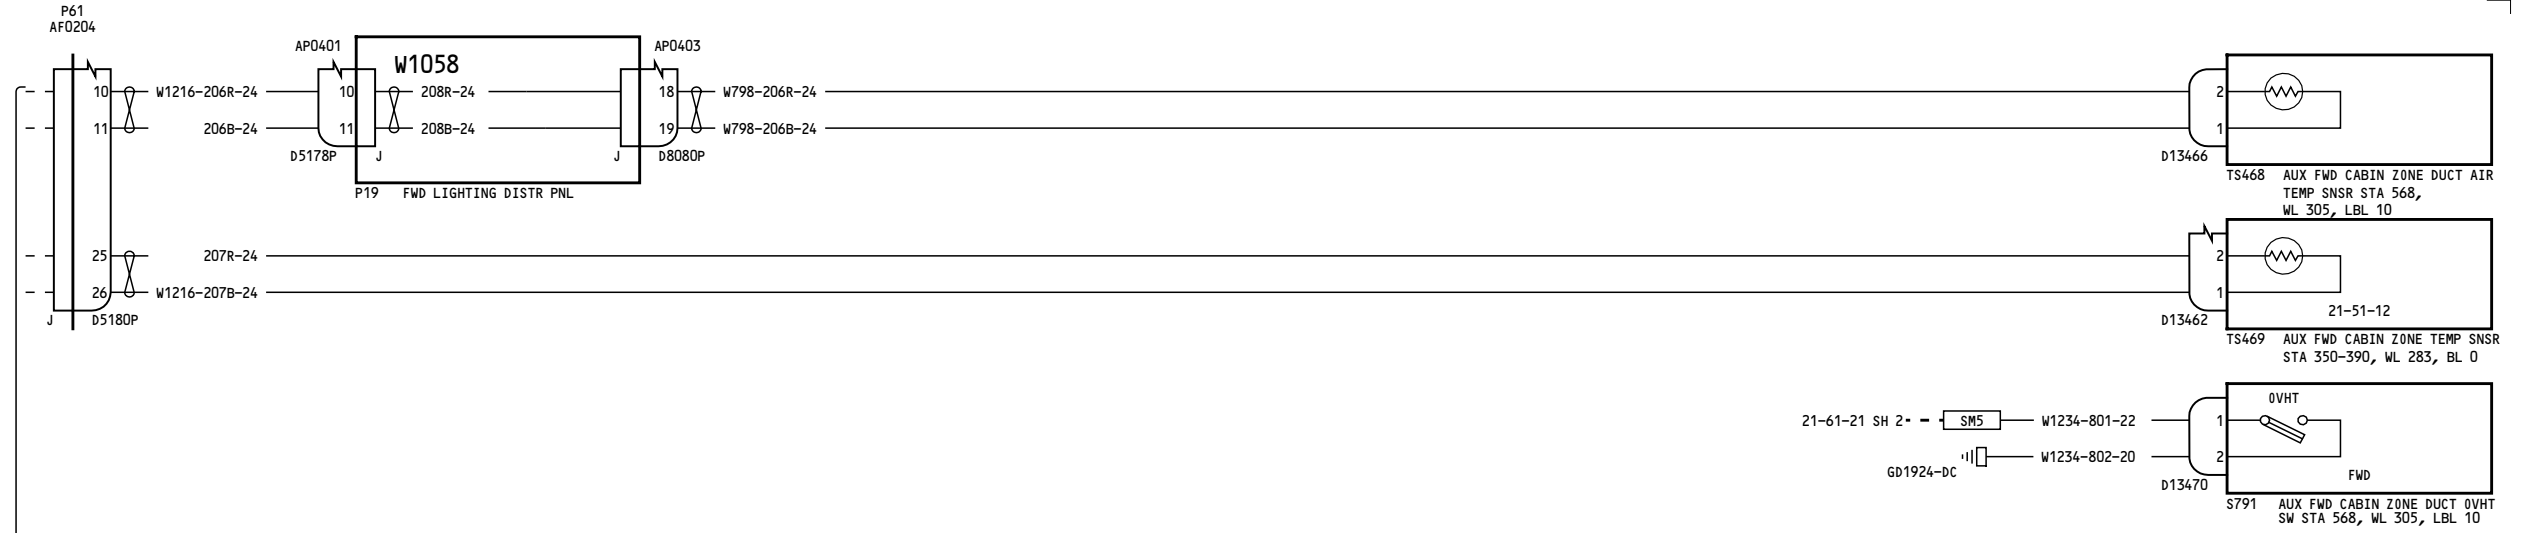 P61
AF0204
10
11
25
26
J
D5180P
W1216-206R-24
206B-24
207R-24
W1216-207B-24
AP0401
10
11
D5178P
J
W1058
208R-24
208B-24
P19 FWD LIGHTING DISTR PNL
AP0403
18
19
J
D8080P
W798-206R-24
W798-206B-24
2
1
D13466
TS468 AUX FWD CABIN ZONE DUCT AIR
TEMP SNSR STA 568,
WL 305, LBL 10
2
1
D13462
21-51-12
TS469 AUX FWD CABIN ZONE TEMP SNSR
STA 350-390, WL 283, BL 0
21-61-21 SH 2
SM5
W1234-801-22
GD1924-DC
W1234-802-20
1
2
D13470
OVHT
FWD
S791 AUX FWD CABIN ZONE DUCT OVHT
SW STA 568, WL 305, LBL 10